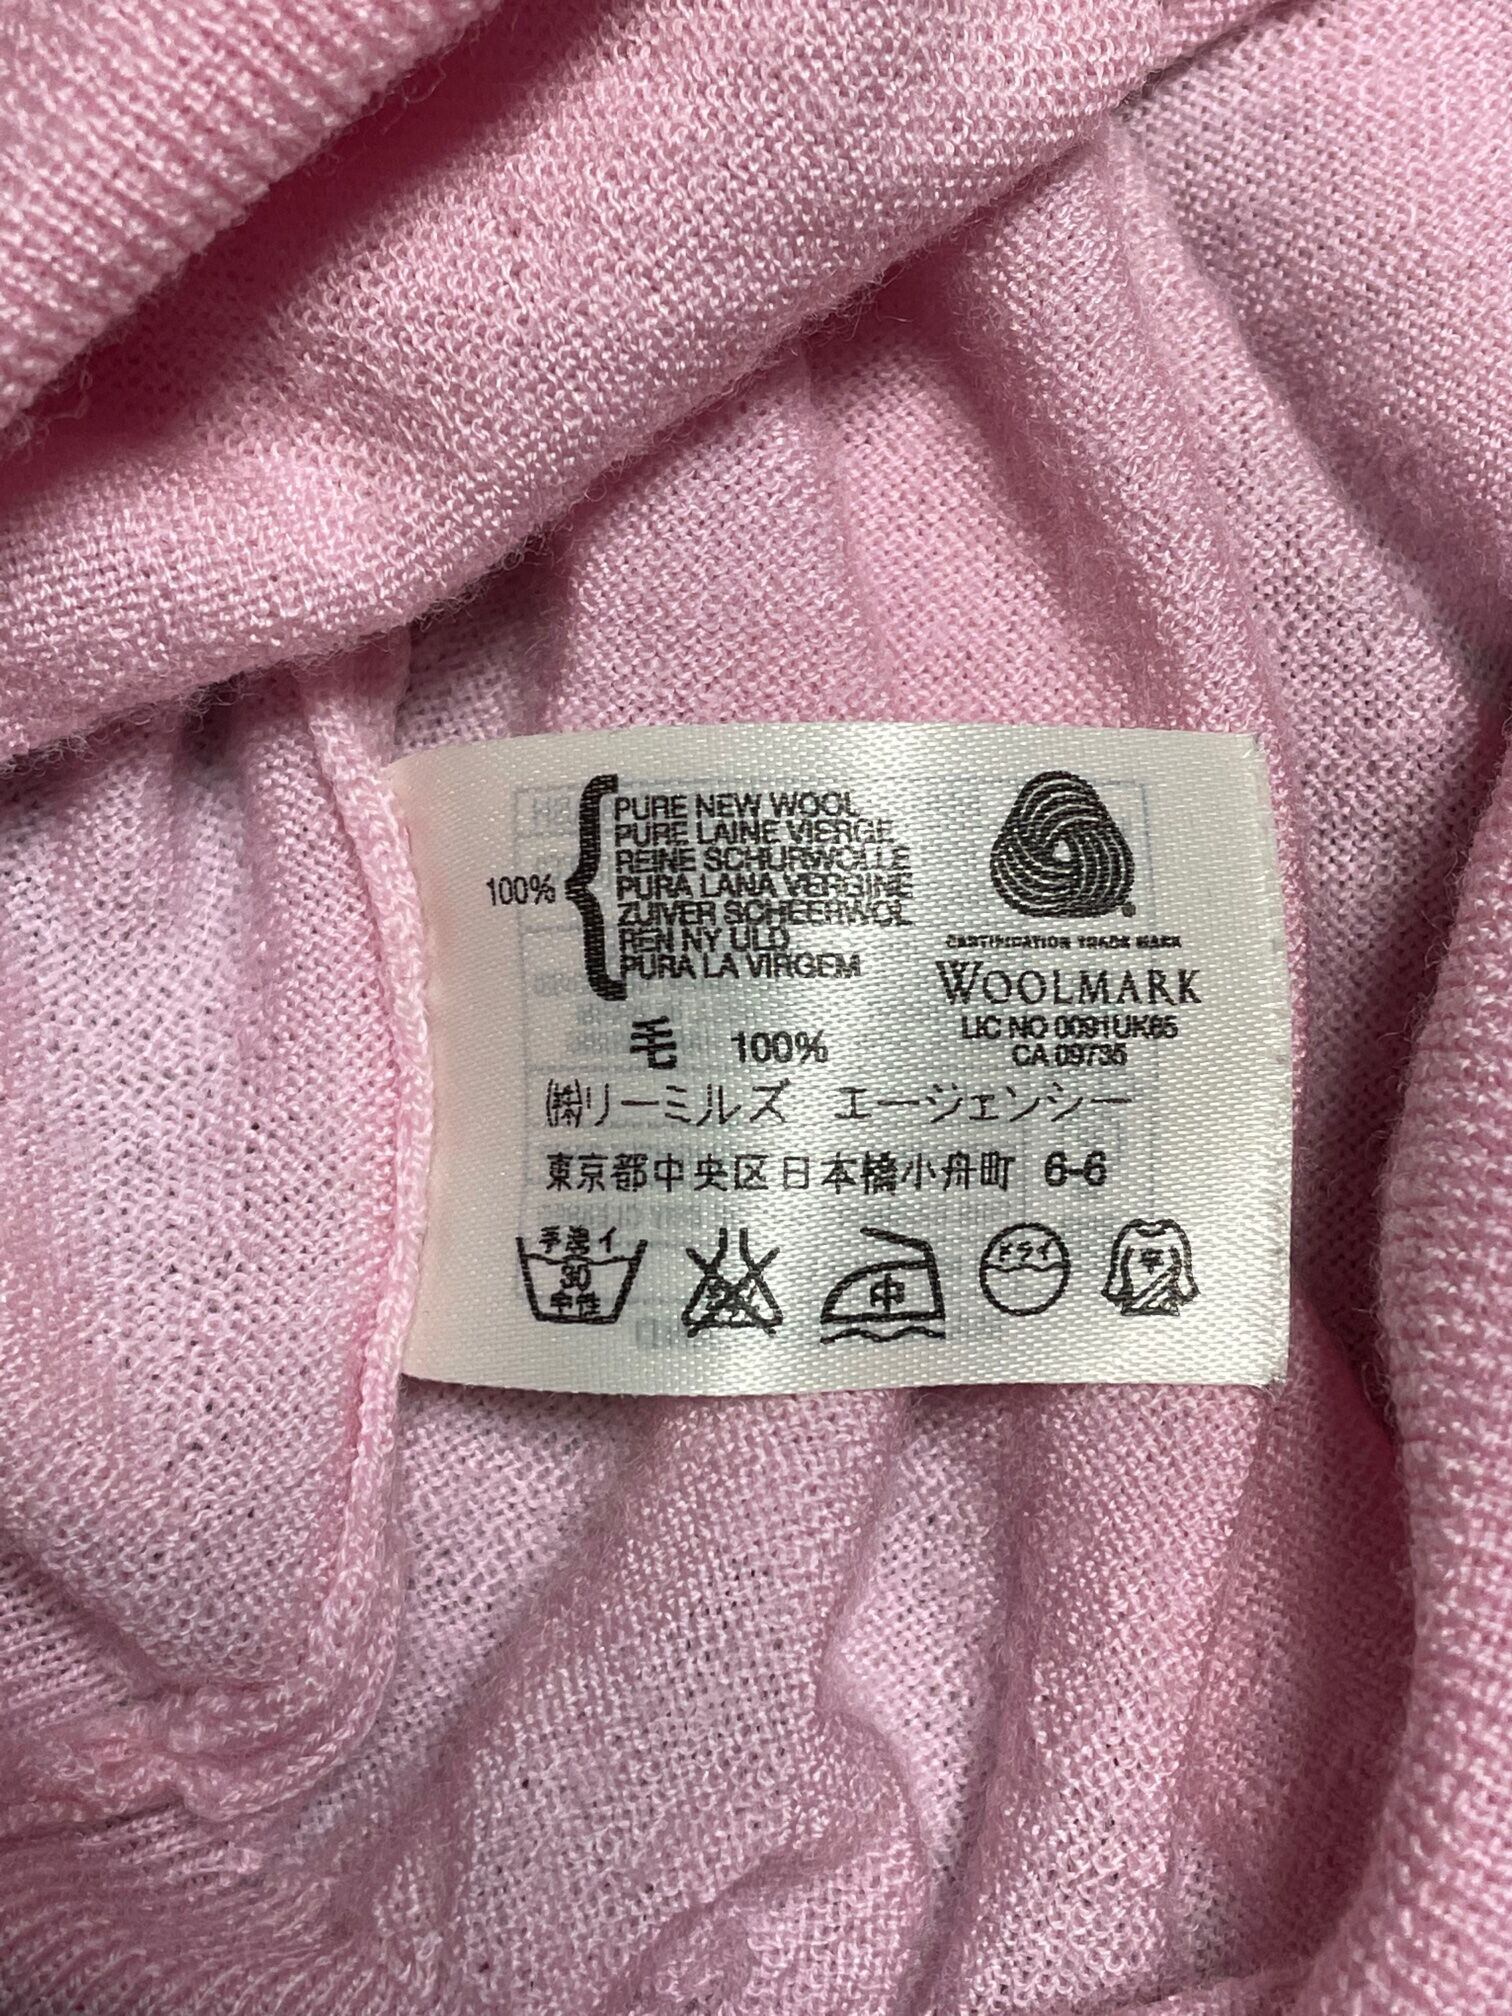 100%
PURE NEW WOOL
PURE LAINE VIERGE
REINE SCHURWOLLE
PURA LANA VERGINE
ZUIVER SCHEERWOL
REN NY ULD
PURA LA VIRGEM
CERTIFICATION TRADE MARK
WOOLMARK
LIC NO 0091UK65
CA 09735
毛 100%
㈱リーミルズ エージェンシー
東京都中央区日本橋小舟町 6-6
手洗イ
30
中性
中
ドライ
平